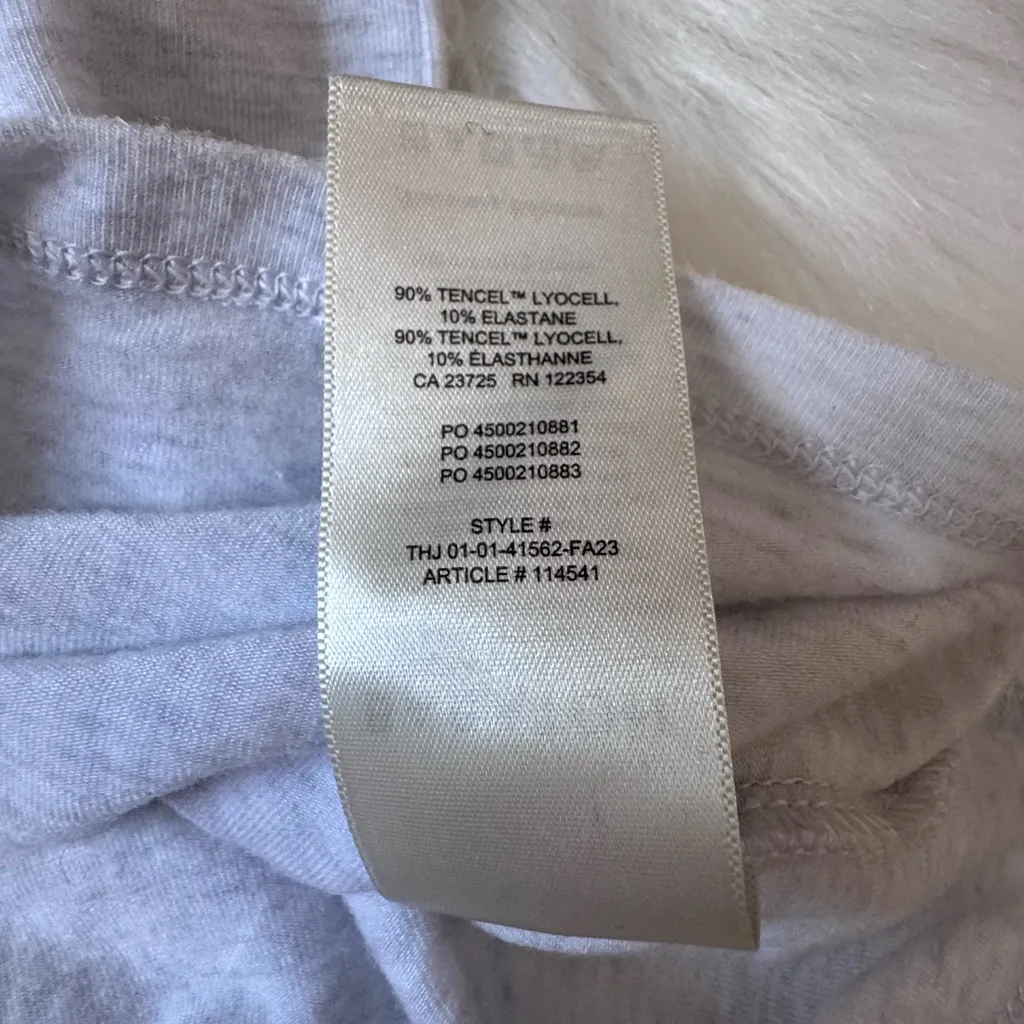 90% TENCEL™ LYOCELL,
10% ELASTANE
90% TENCEL™ LYOCELL,
10% ÉLASTHANNE
CA 23725 RN 122354
PO 4500210881
PO 4500210882
PO 4500210883
STYLE #
THJ 01-01-41562-FA23
ARTICLE # 114541